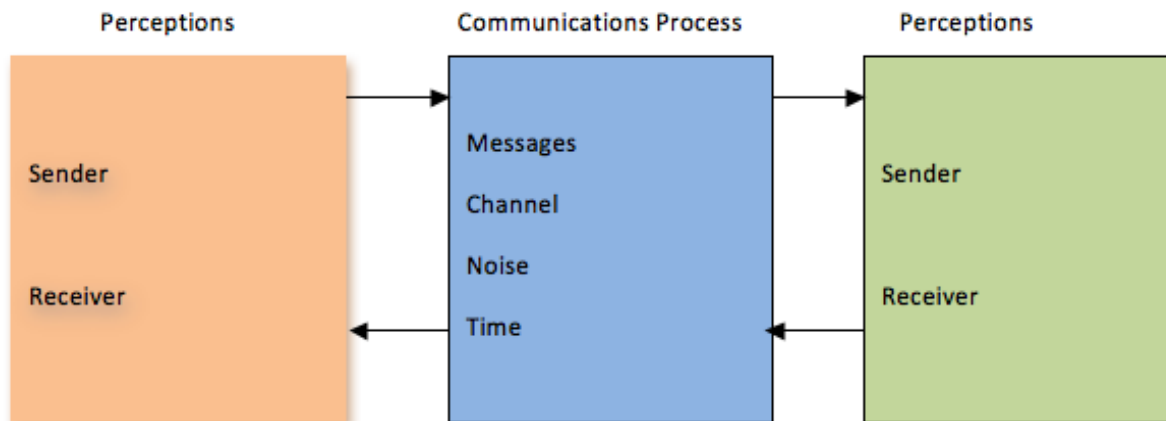 Perceptions
Communications Process
Perceptions
Sender
Receiver
Messages
Channel
Noise
Time
Sender
Receiver